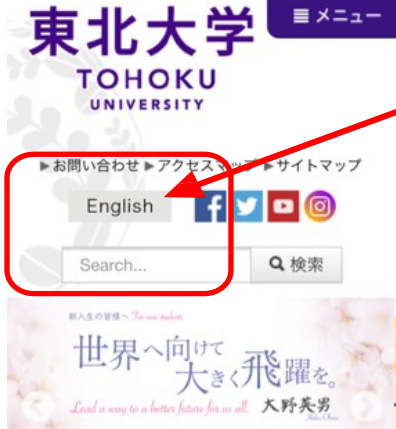 東北大学
≣ メニュー
TOHOKU
UNIVERSITY
▶お問い合わせ ▶アクセスマップ ▶サイトマップ
English
Search...
検索
新入生の皆様へ For new students
世界へ向けて
大きく飛躍を。
Lead a way to a better future for us all. 大野英男
Hideo Ohno